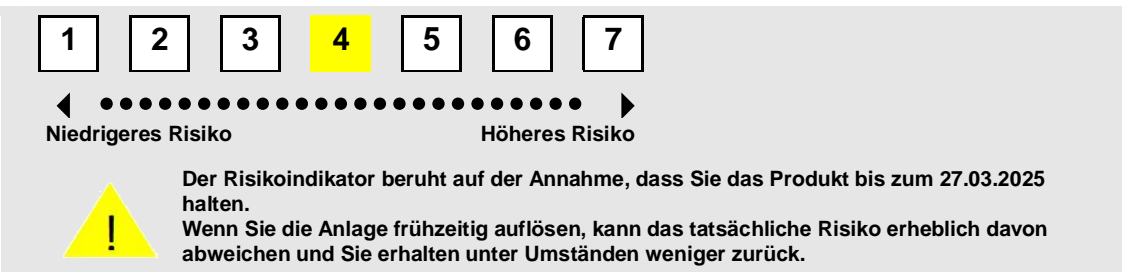 1 2 3 4 5 6 7
Niedrigeres Risiko Höheres Risiko
Der Risikoindikator beruht auf der Annahme, dass Sie das Produkt bis zum 27.03.2025
halten.
Wenn Sie die Anlage frühzeitig auflösen, kann das tatsächliche Risiko erheblich davon
abweichen und Sie erhalten unter Umständen weniger zurück.
!